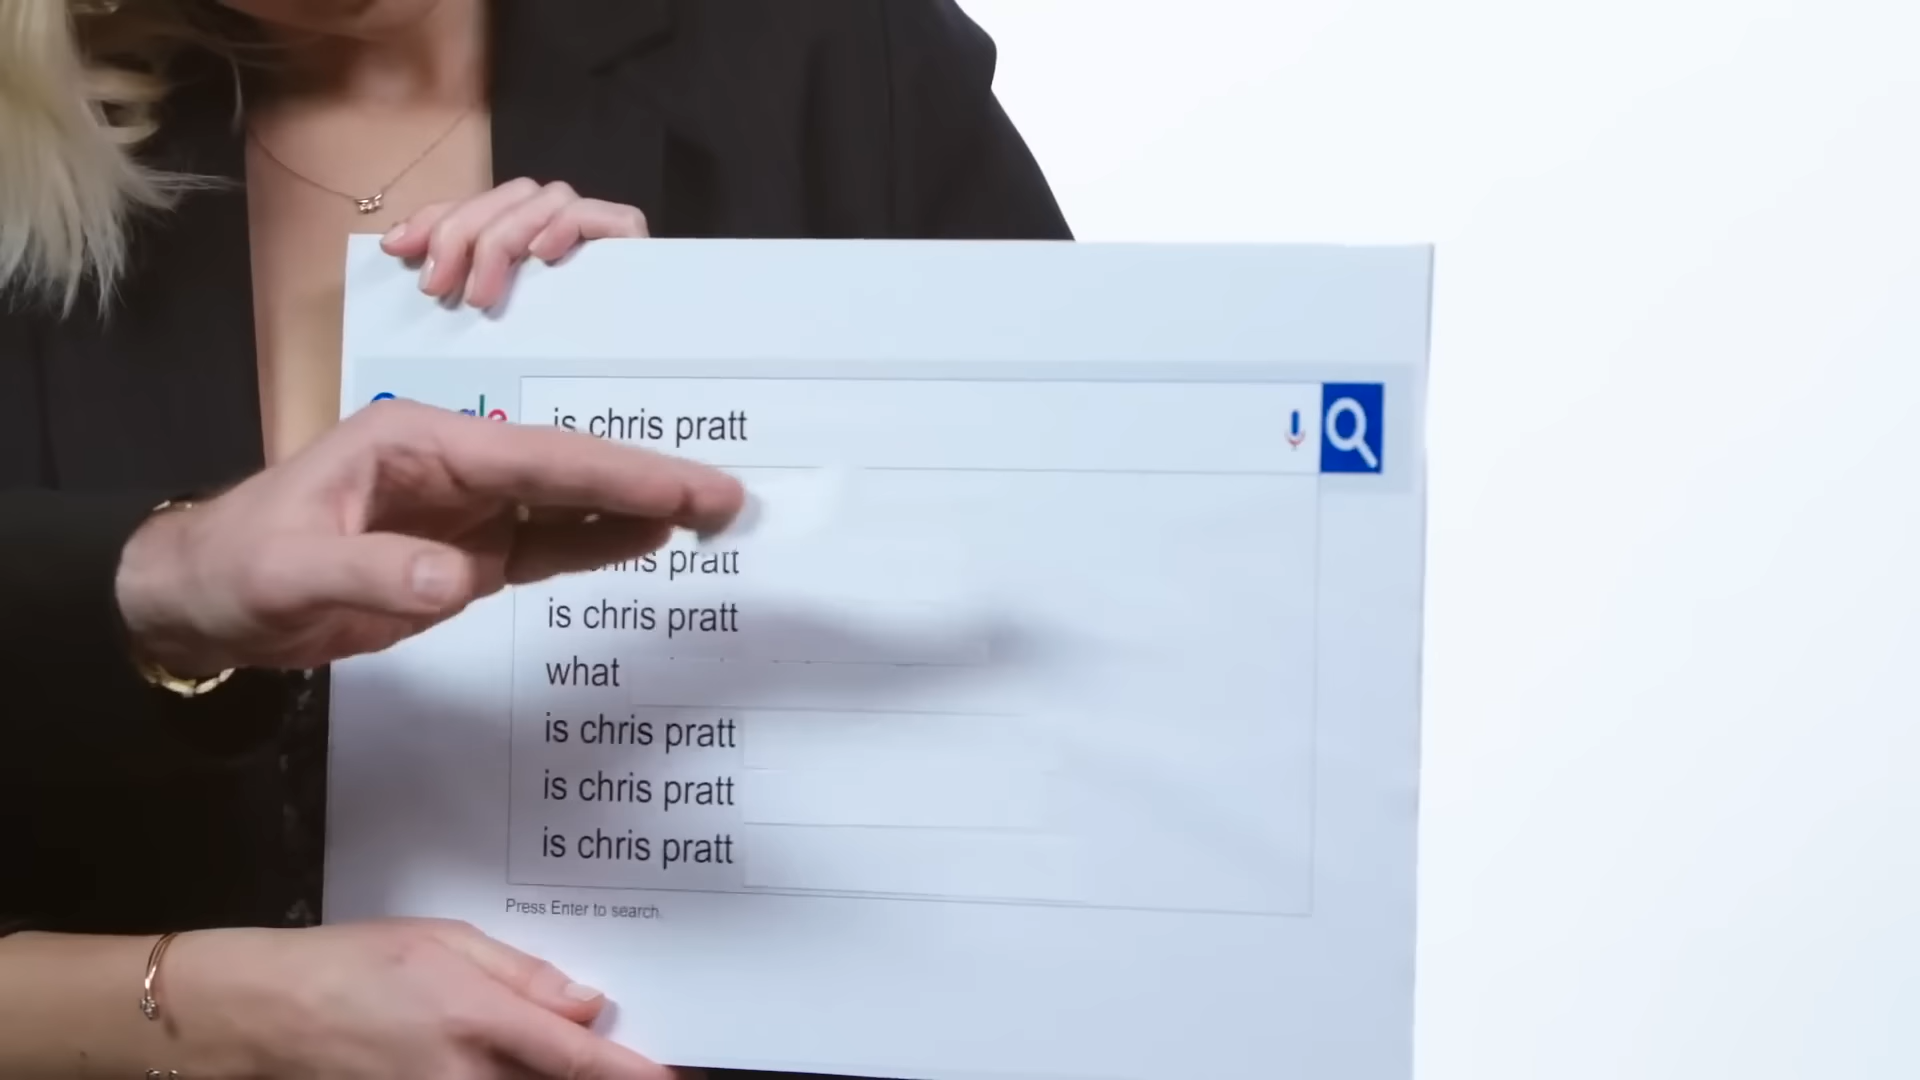 is chris pratt
pratt
is chris pratt
what
is chris pratt
is chris pratt
is chris pratt
Press Enter to search.